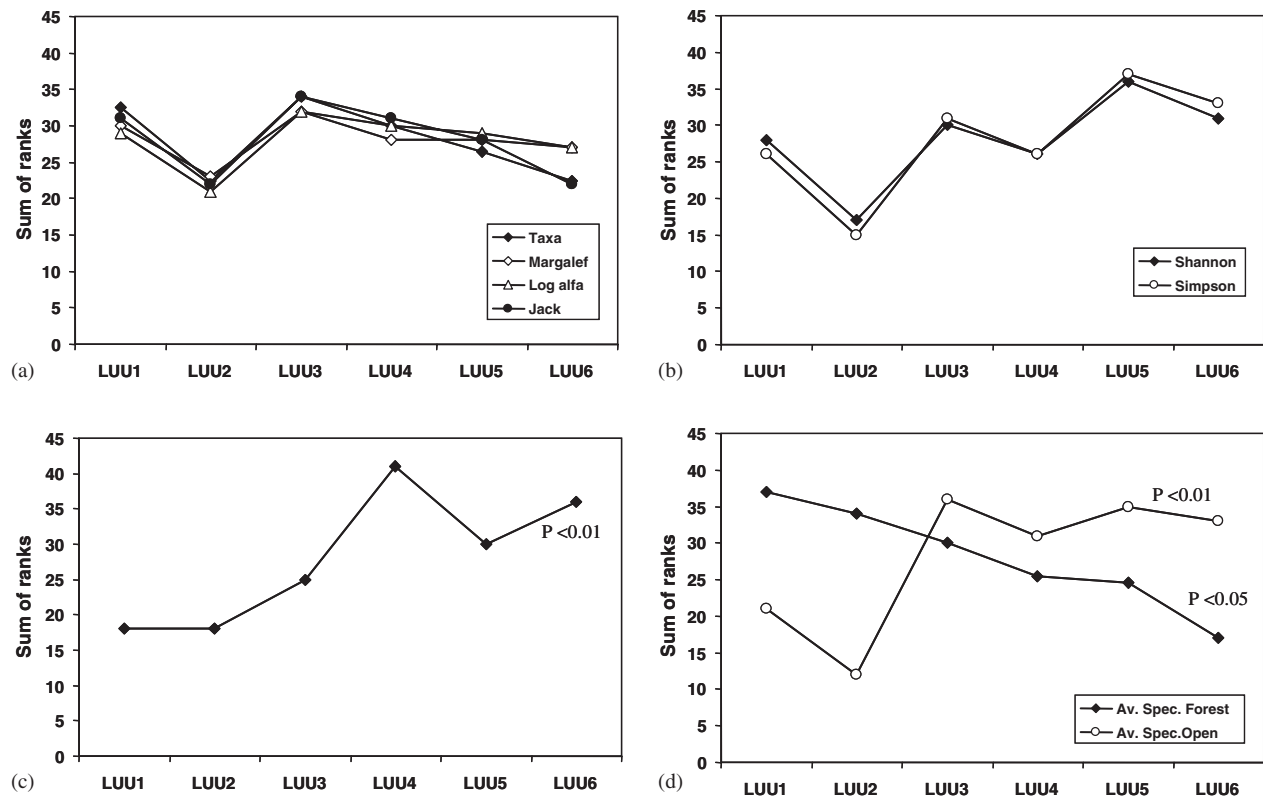 45
40
35
30
25
20
15
10
5
0
Sum of ranks
Taxa
Margalef
Log alfa
Jack
(a)
LUU1 LUU2 LUU3 LUU4 LUU5 LUU6
45
40
35
30
25
20
15
10
5
0
Sum of ranks
Shannon
Simpson
(b)
LUU1 LUU2 LUU3 LUU4 LUU5 LUU6
45
40
35
30
25
20
15
10
5
0
Sum of ranks
P <0.01
(c)
LUU1 LUU2 LUU3 LUU4 LUU5 LUU6
45
40
35
30
25
20
15
10
5
0
Sum of ranks
P <0.01
P <0.05
Av. Spec. Forest
Av. Spec.Open
(d)
LUU1 LUU2 LUU3 LUU4 LUU5 LUU6